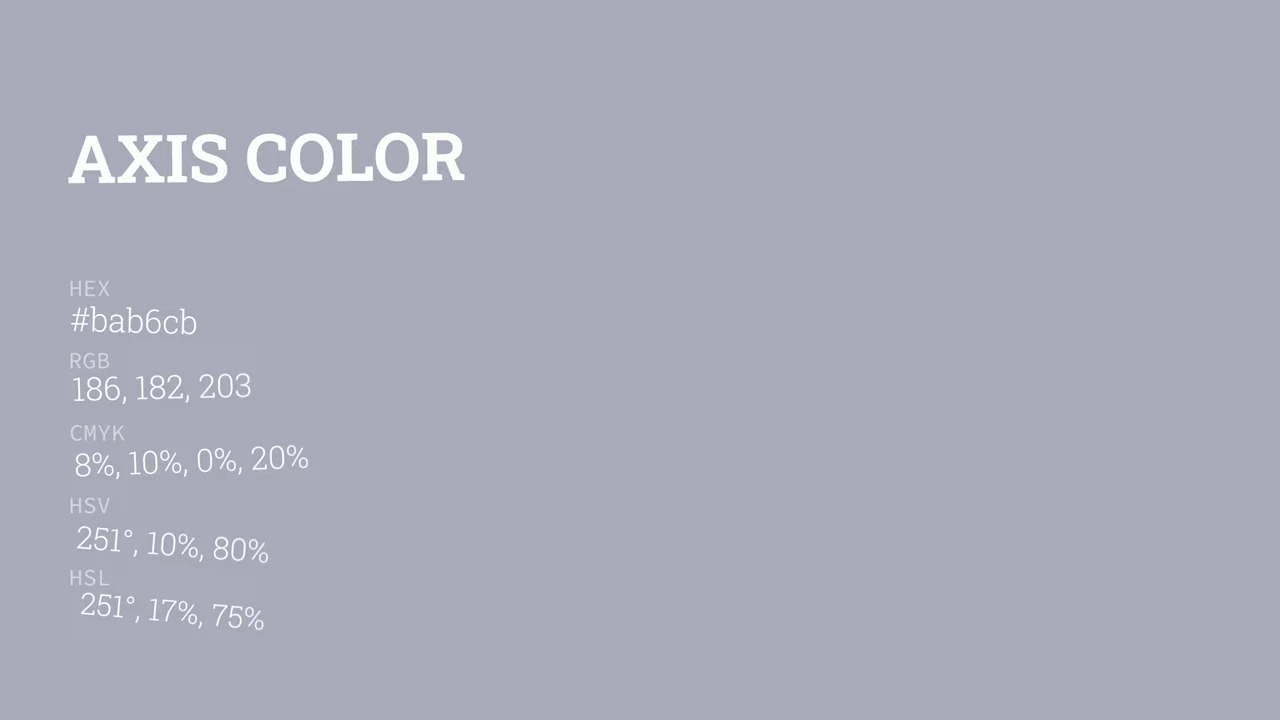 AXIS COLOR
HEX
#bab6cb
RGB
186, 182, 203
CMYK
8%, 10%, 0%, 20%
HSV
251°, 10%, 80%
HSL
251°, 17%, 75%